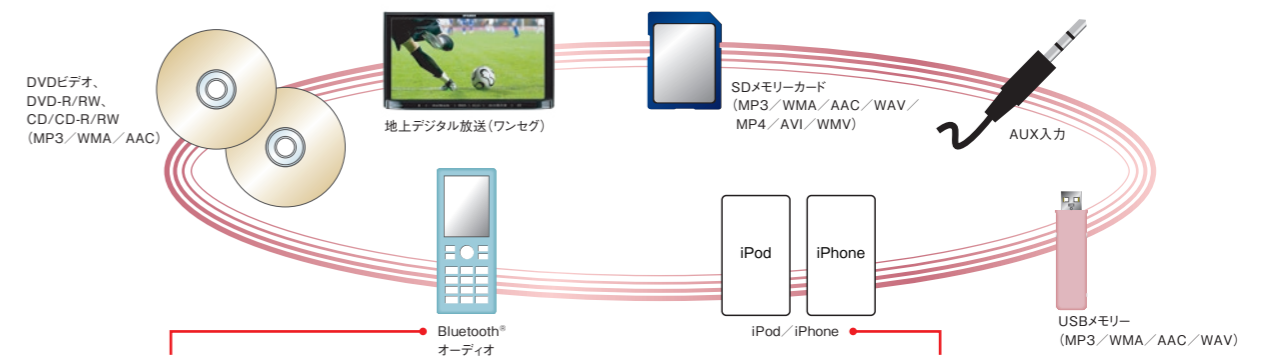 DVDビデオ、
DVD-R/RW、
CD/CD-R/RW
(MP3/WMA/AAC)
地上デジタル放送(ワンセグ)
SDメモリーカード
(MP3/WMA/AAC/WAV/
MP4/AVI/WMV)
AUX入力
Bluetooth®
オーディオ
iPod
iPhone
iPod/iPhone
USBメモリー
(MP3/WMA/AAC/WAV)